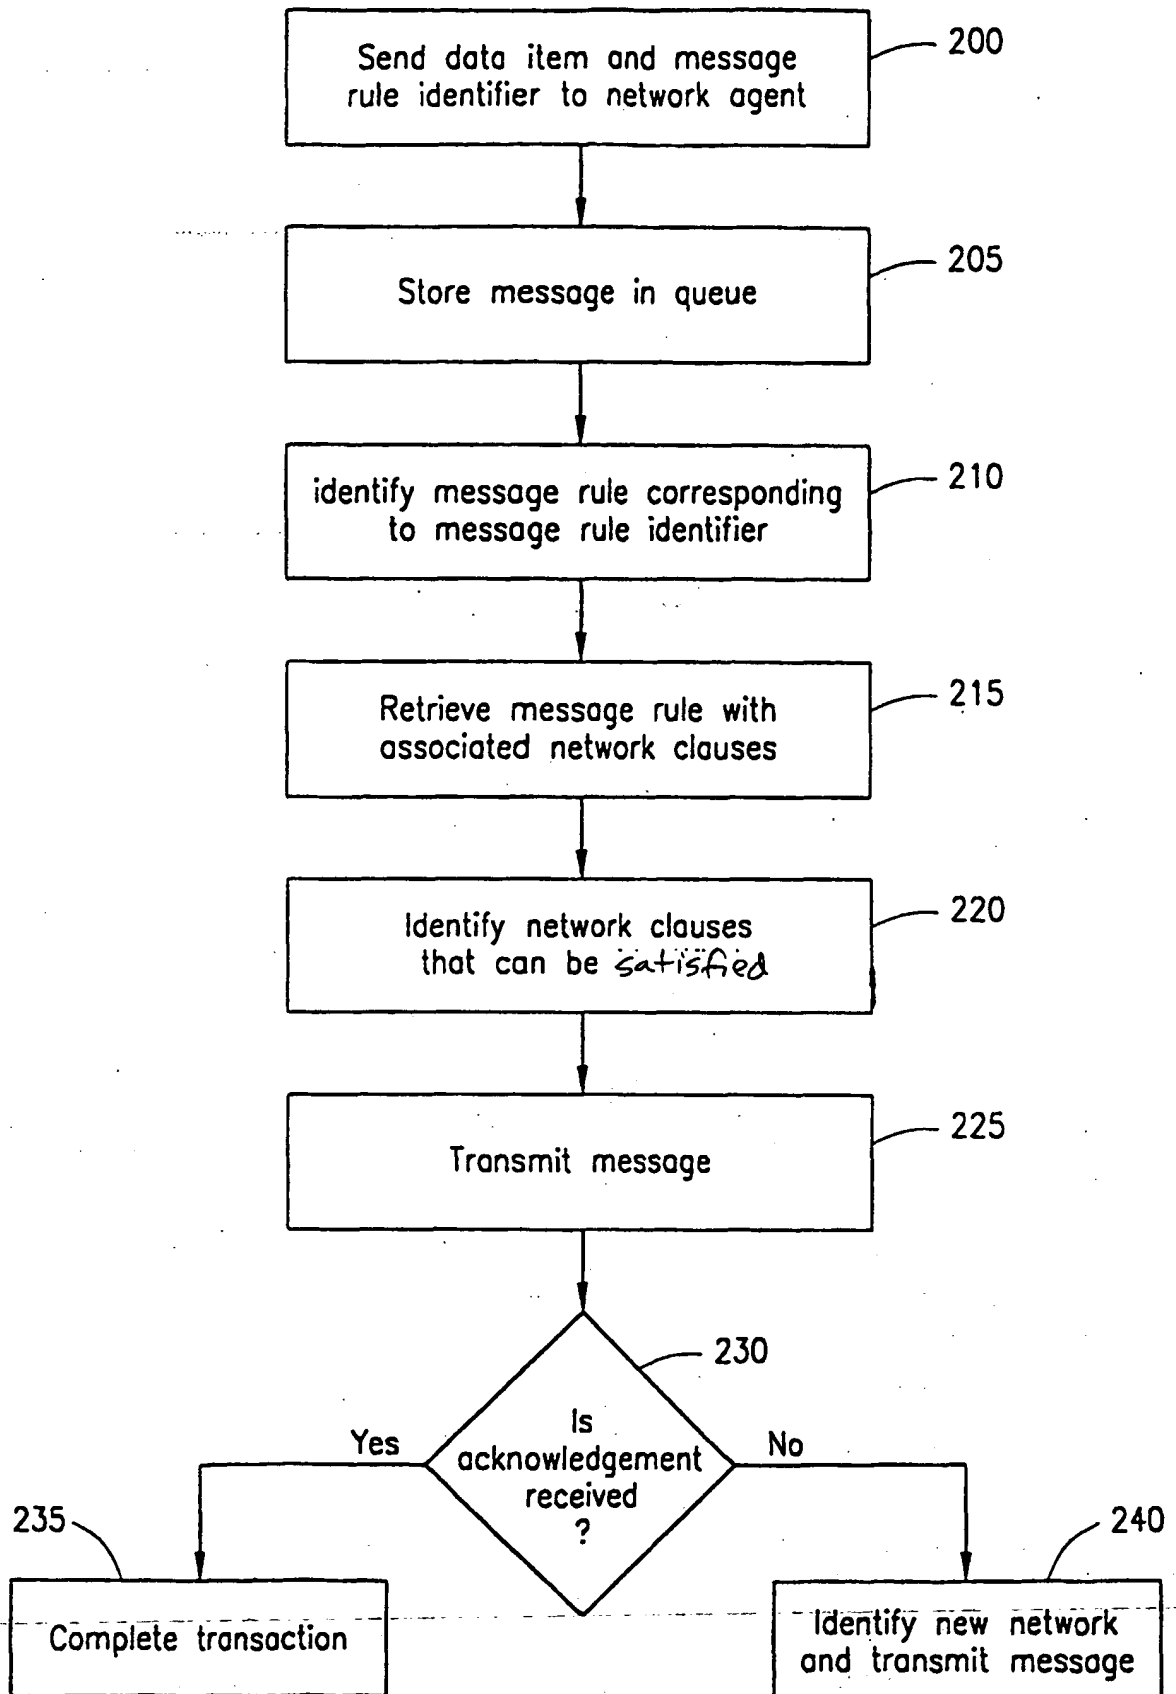 Send data item and message
rule identifier to network agent
200
Store message in queue
205
identify message rule corresponding
to message rule identifier
210
Retrieve message rule with
associated network clauses
215
Identify network clauses
that can be satisfied
220
Transmit message
225
230
Is
acknowledgement
received
?
Yes
No
235
Complete transaction
240
Identify new network
and transmit message